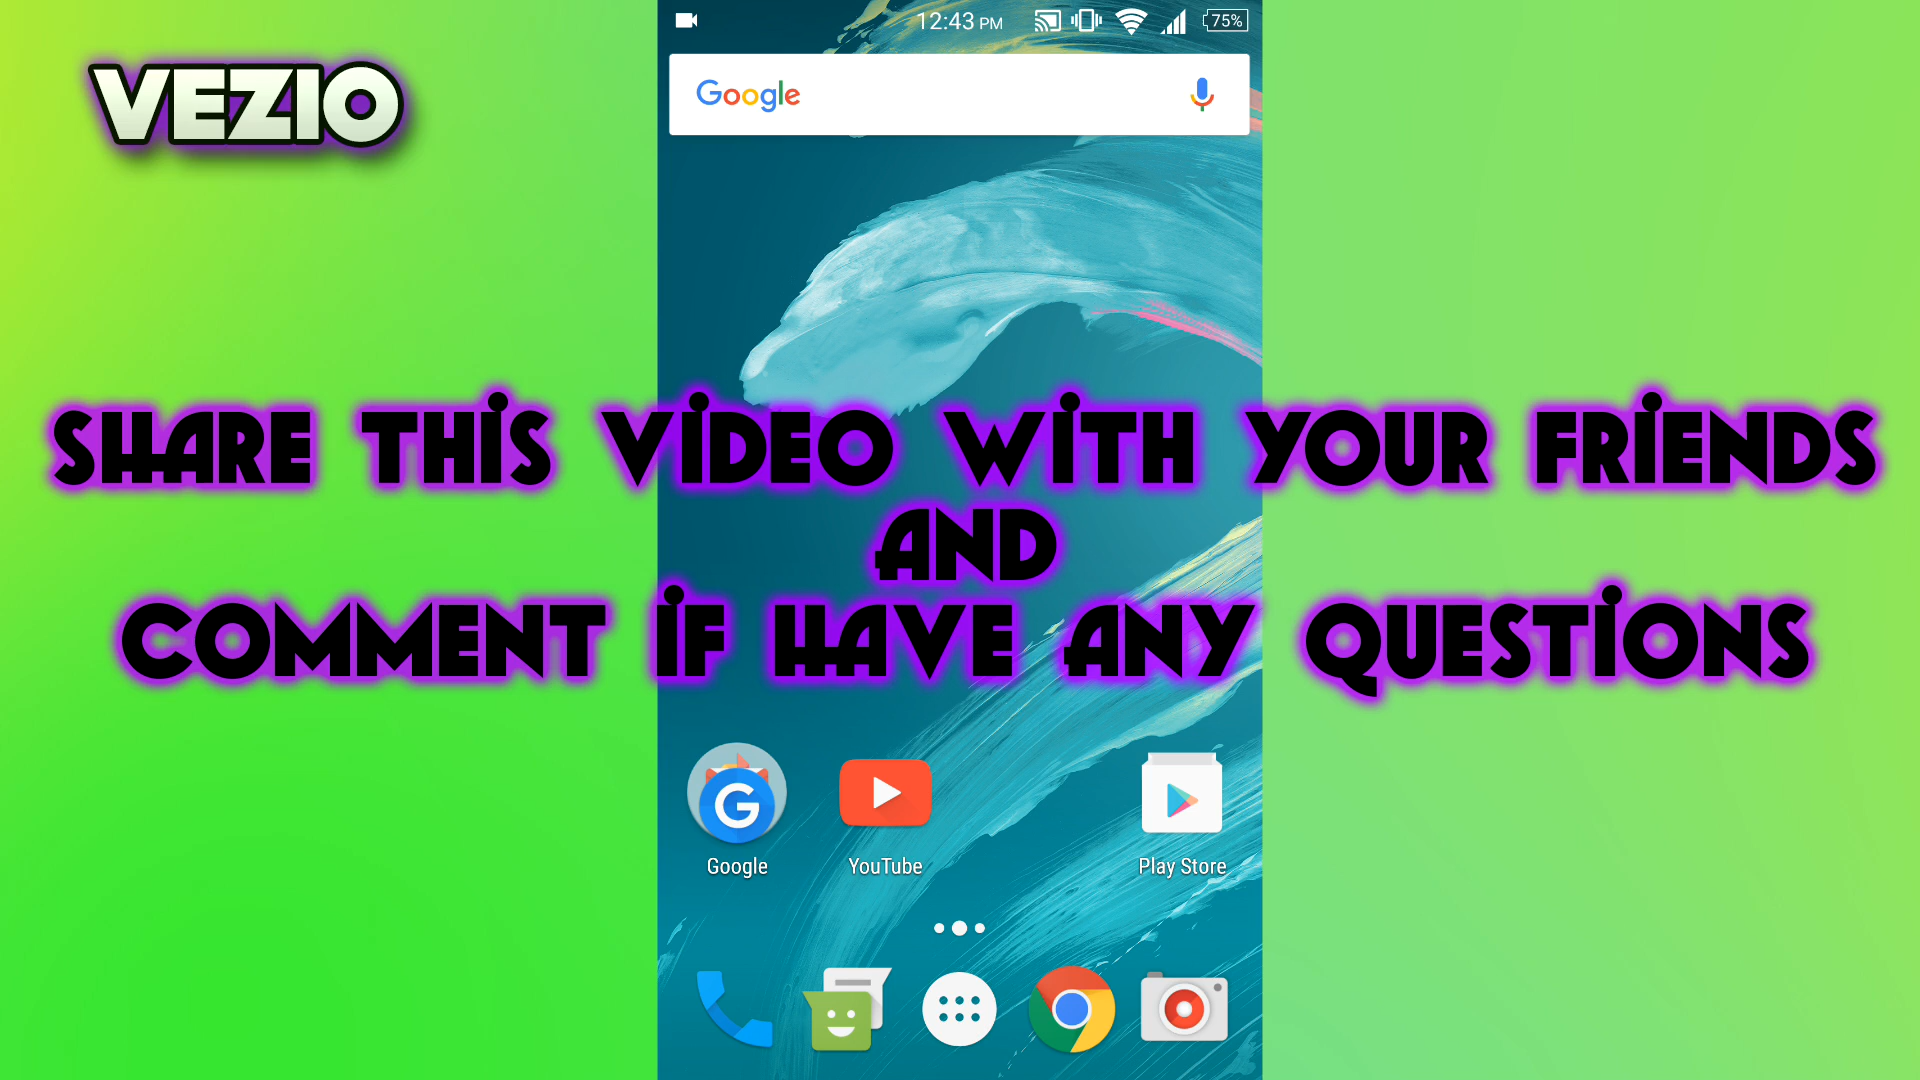 12:43 PM
75%
Google
VEZIO
SHARE THIS VIDEO WITH YOUR FRIENDS
AND
COMMENT IF HAVE ANY QUESTIONS
G
Google
YouTube
Play Store